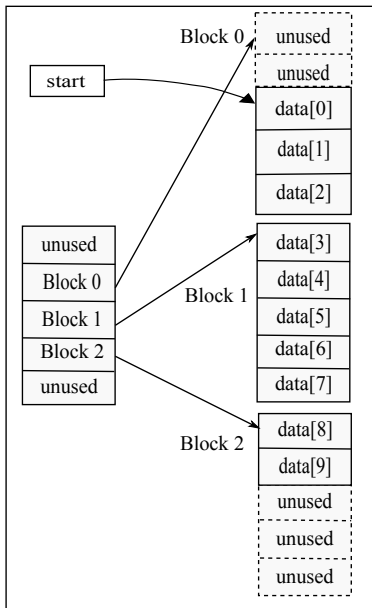 Block 0
unused
unused
start
data[0]
data[1]
data[2]
unused
Block 0
Block 1
Block 2
unused
Block 1
data[3]
data[4]
data[5]
data[6]
data[7]
Block 2
data[8]
data[9]
unused
unused
unused